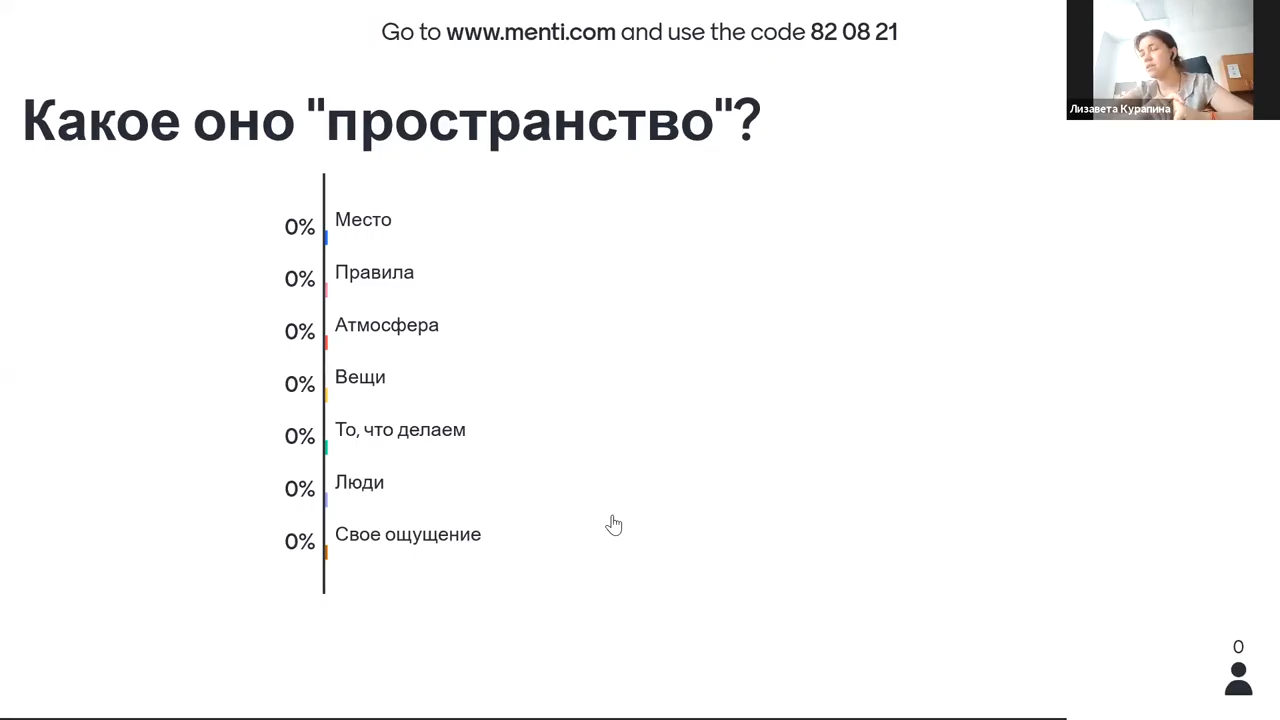 Go to www.menti.com and use the code 82 08 21
Лизавета Курапина
Какое оно "пространство"?
0% Место
0% Правила
0% Атмосфера
0% Вещи
0% То, что делаем
0% Люди
0% Свое ощущение
0